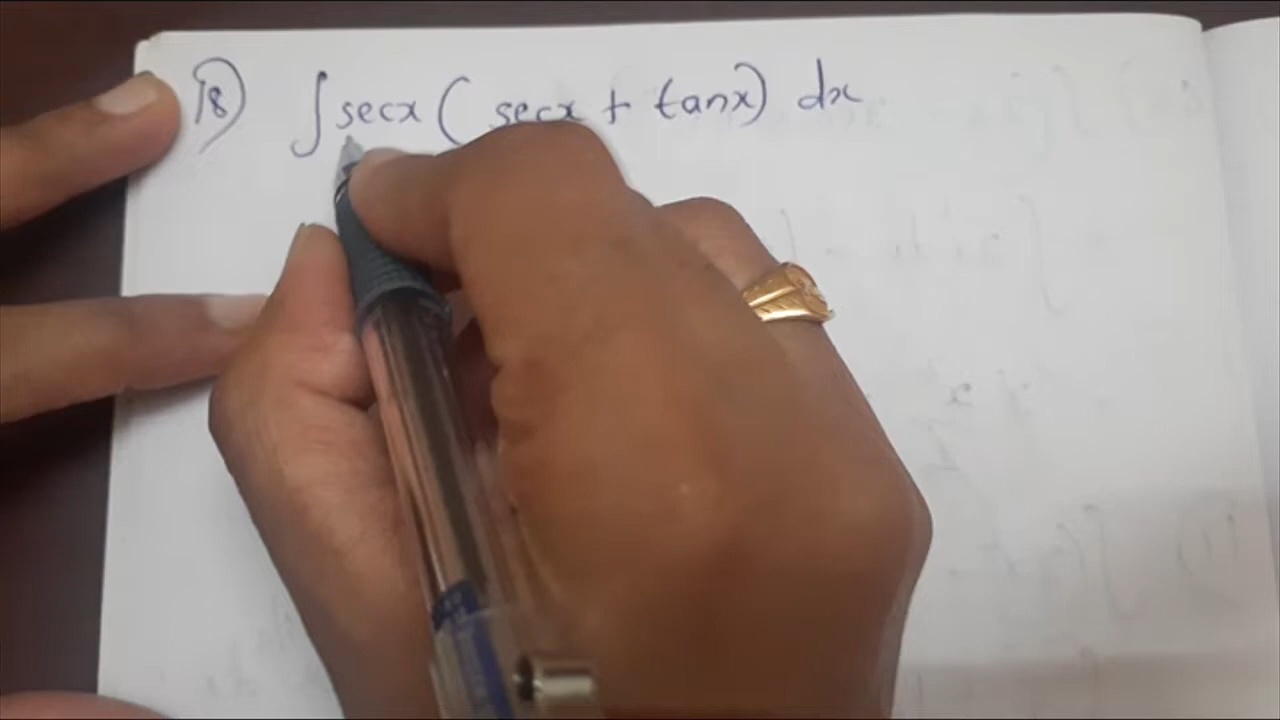 18) ∫ secx ( secx + tanx) dx